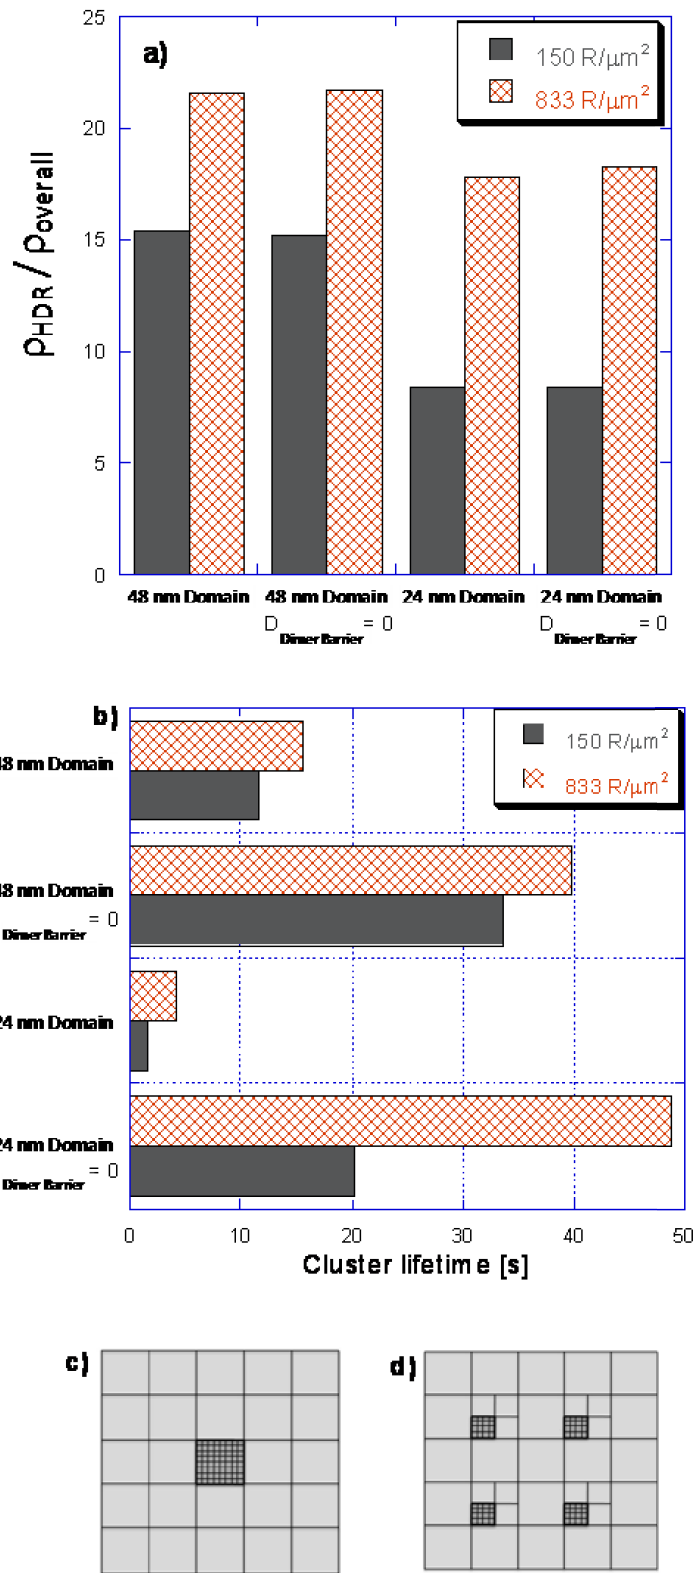 25
a)
150 R/μm²
833 R/μm²
20
15
10
5
0
ρHDR / ρoverall
48 nm Domain
48 nm Domain
24 nm Domain
24 nm Domain
D Dimer Barrier = 0
D Dimer Barrier = 0
b)
150 R/μm²
833 R/μm²
48 nm Domain
48 nm Domain
= 0
Dimer Barrier
24 nm Domain
24 nm Domain
= 0
Dimer Barrier
0 10 20 30 40 50
Cluster lifetime [s]
c)
d)